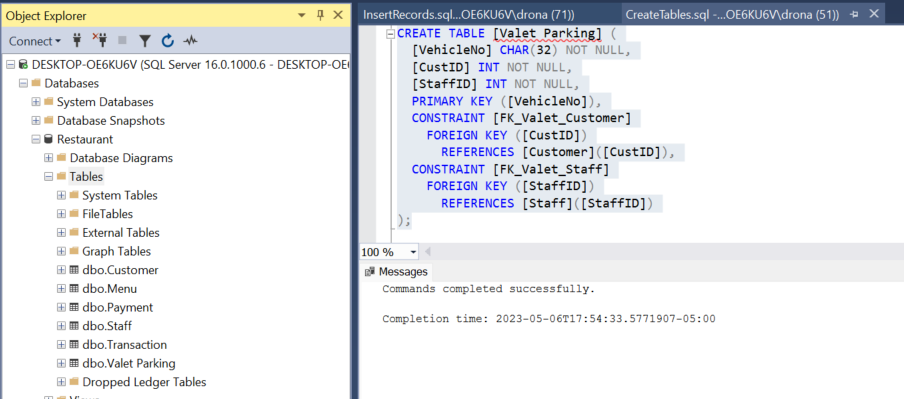 Object Explorer
Connect
DESKTOP-OE6KU6V (SQL Server 16.0.1000.6 - DESKTOP-OE6
Databases
System Databases
Database Snapshots
Restaurant
Database Diagrams
Tables
System Tables
FileTables
External Tables
Graph Tables
dbo.Customer
dbo.Menu
dbo.Payment
dbo.Staff
dbo.Transaction
dbo.Valet Parking
Dropped Ledger Tables
Views
InsertRecords.sql...OE6KU6V\drona (71))
CreateTables.sql -...OE6KU6V\drona (51))
CREATE TABLE [Valet Parking] (
[VehicleNo] CHAR(32) NOT NULL,
[CustID] INT NOT NULL,
[StaffID] INT NOT NULL,
PRIMARY KEY ([VehicleNo]),
CONSTRAINT [FK_Valet_Customer]
FOREIGN KEY ([CustID])
REFERENCES [Customer]([CustID]),
CONSTRAINT [FK_Valet_Staff]
FOREIGN KEY ([StaffID])
REFERENCES [Staff]([StaffID])
);
100 %
Messages
Commands completed successfully.
Completion time: 2023-05-06T17:54:33.5771907-05:00